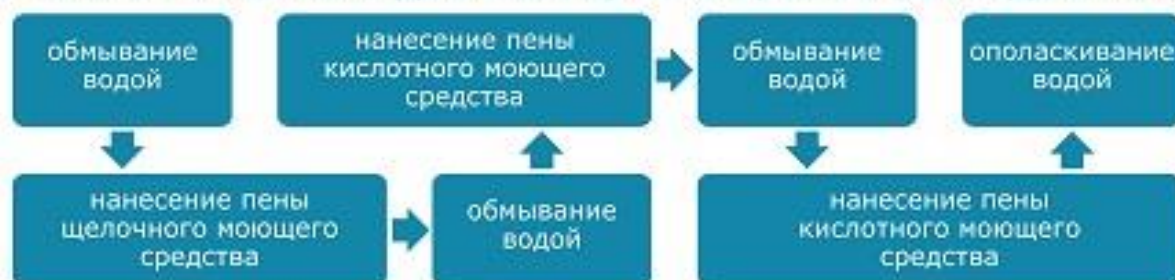 обмывание
водой
нанесение пены
щелочного моющего
средства
обмывание
водой
нанесение пены
кислотного моющего
средства
обмывание
водой
нанесение пены
кислотного моющего
средства
ополаскивание
водой